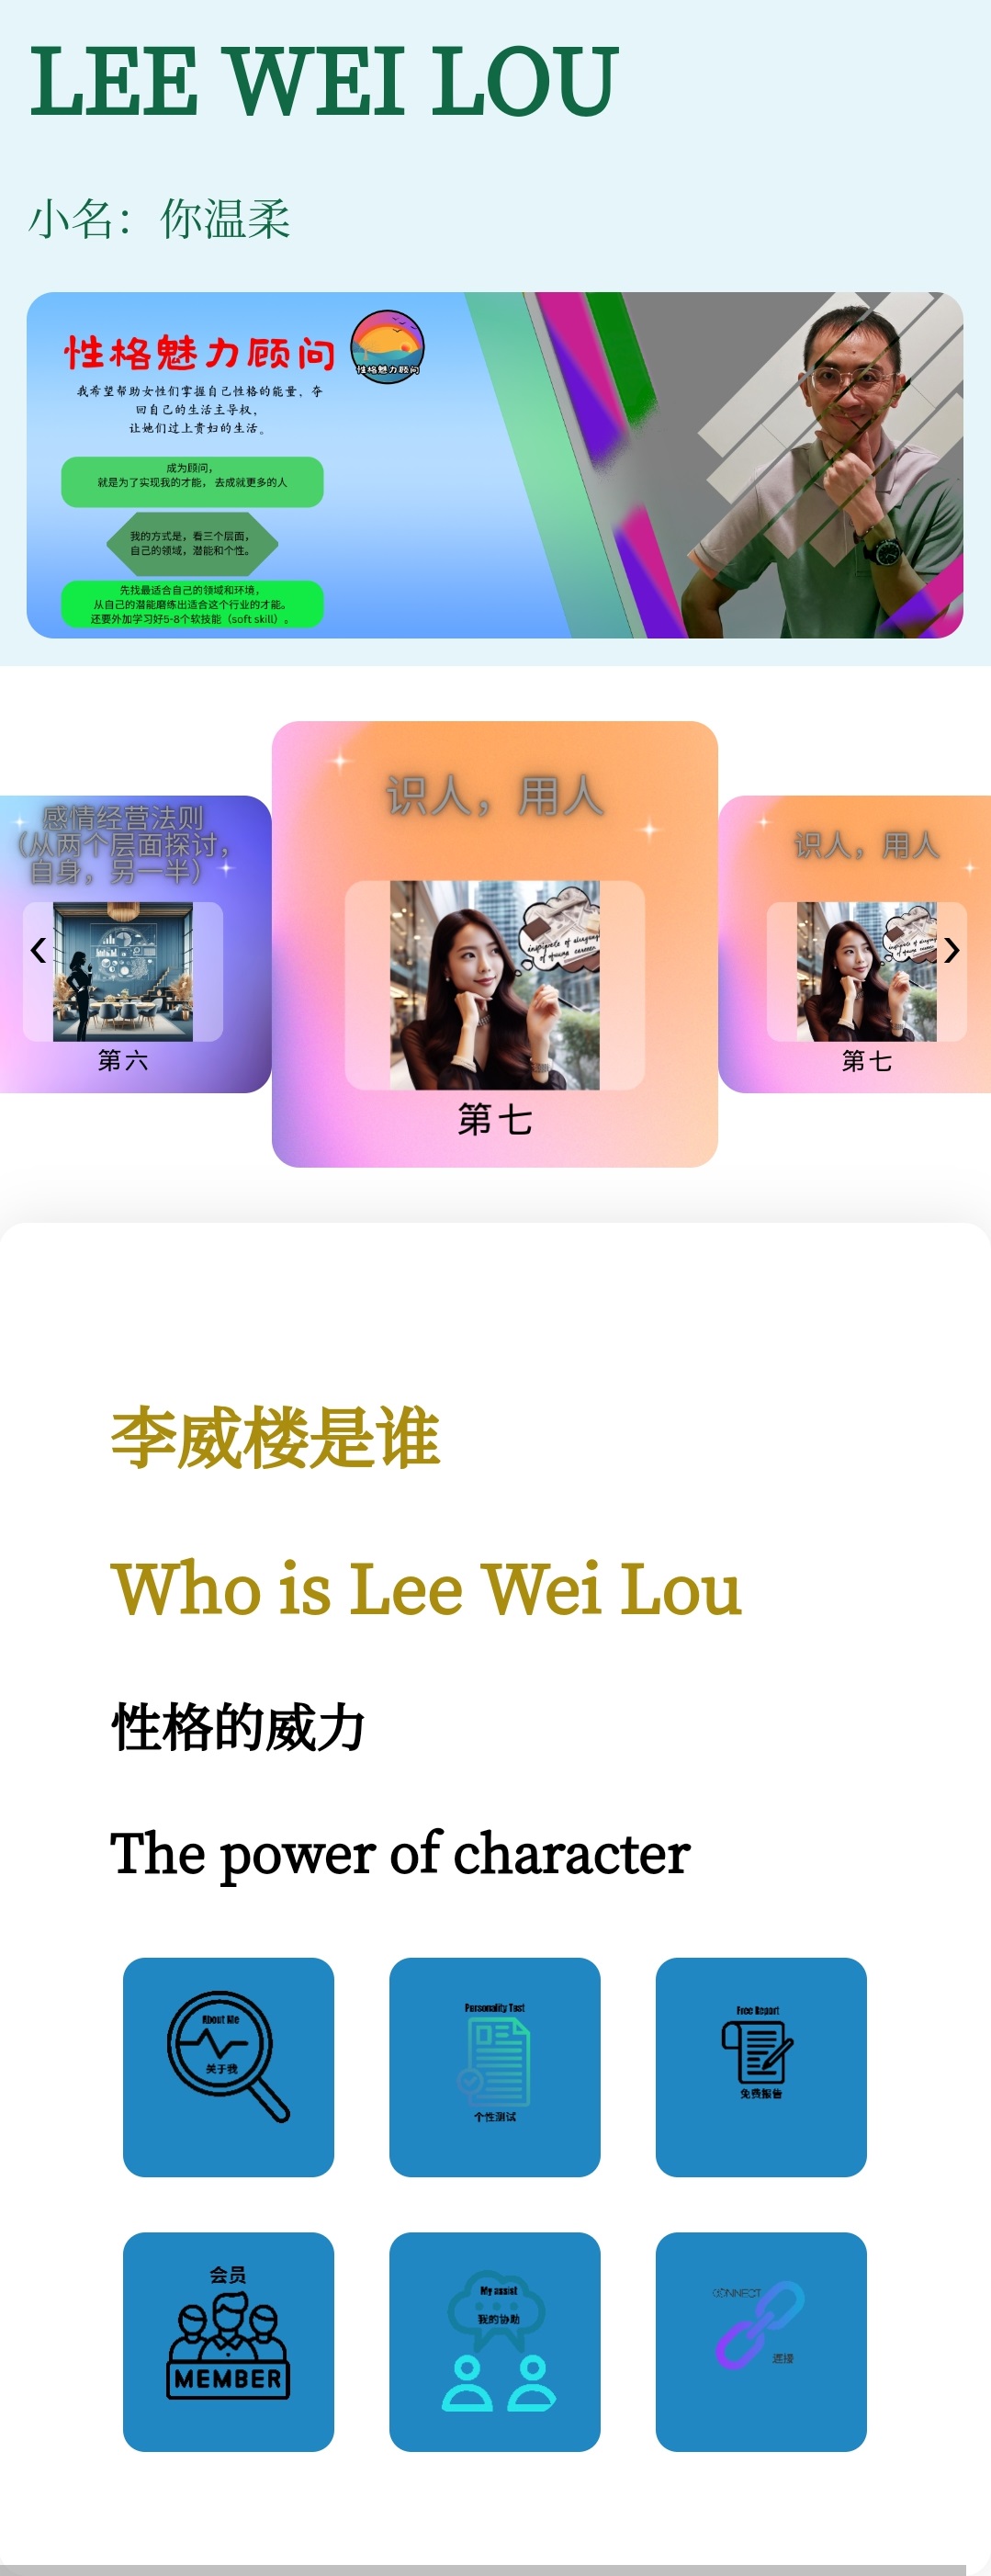 LEE WEI LOU
小名：你温柔
性格魅力顾问
性格魅力顾问
我希望帮助女性们掌握自己性格的能量，夺
回自己的生活主导权，
让她们过上贵妇的生活。
成为顾问，
就是为了实现我的才能， 去成就更多的人
我的方式是，看三个层面，
自己的领域，潜能和个性。
先找最适合自己的领域和环境，
从自己的潜能磨练出适合这个行业的才能。
还要外加学习好5-8个软技能（soft skill）。
感情经营法则
（从两个层面探讨，
自身，另一半）
第六
识人，用人
第七
识人，用人
第七
李威楼是谁
Who is Lee Wei Lou
性格的威力
The power of character
About Me
关于我
Personality Test
个性测试
Free Report
免费报告
会员
MEMBER
My assist
我的协助
CONNECT
连接